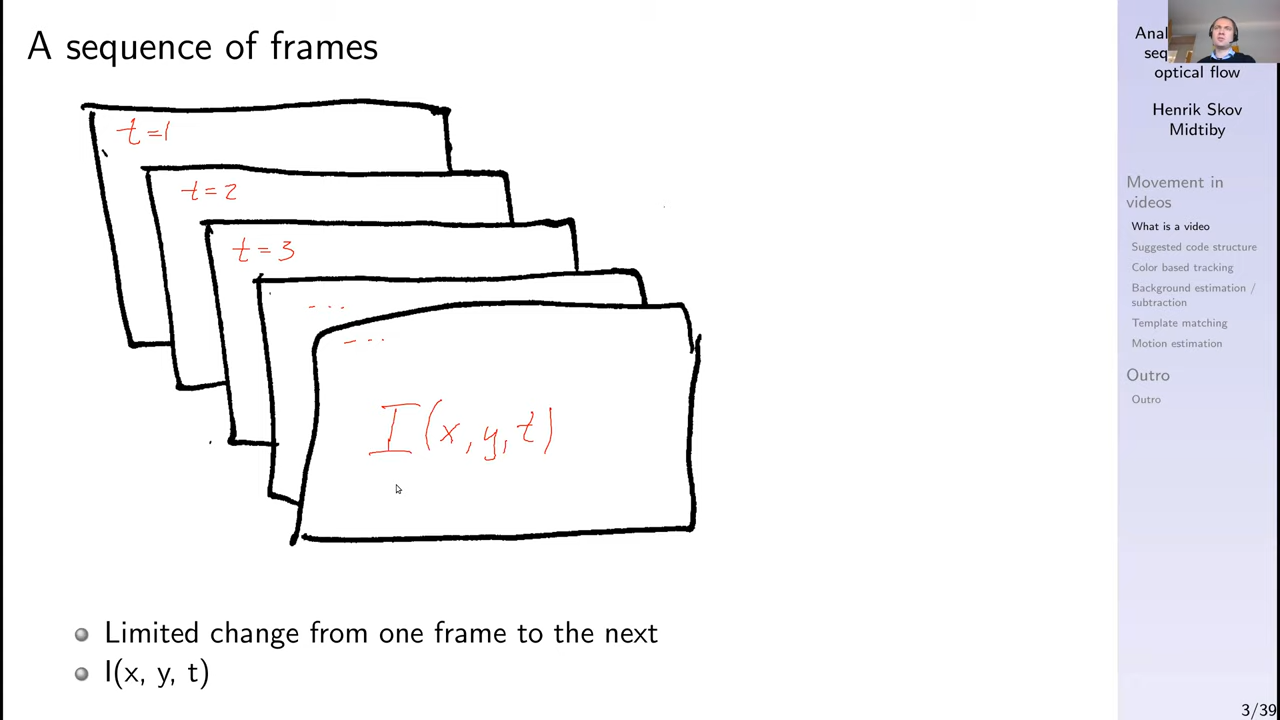 A sequence of frames
t=1
t=2
t=3
...
...
I(x,y,t)
Limited change from one frame to the next
I(x, y, t)
optical flow
Henrik Skov
Midtiby
Movement in
videos
What is a video
Suggested code structure
Color based tracking
Background estimation /
subtraction
Template matching
Motion estimation
Outro
Outro
3/39